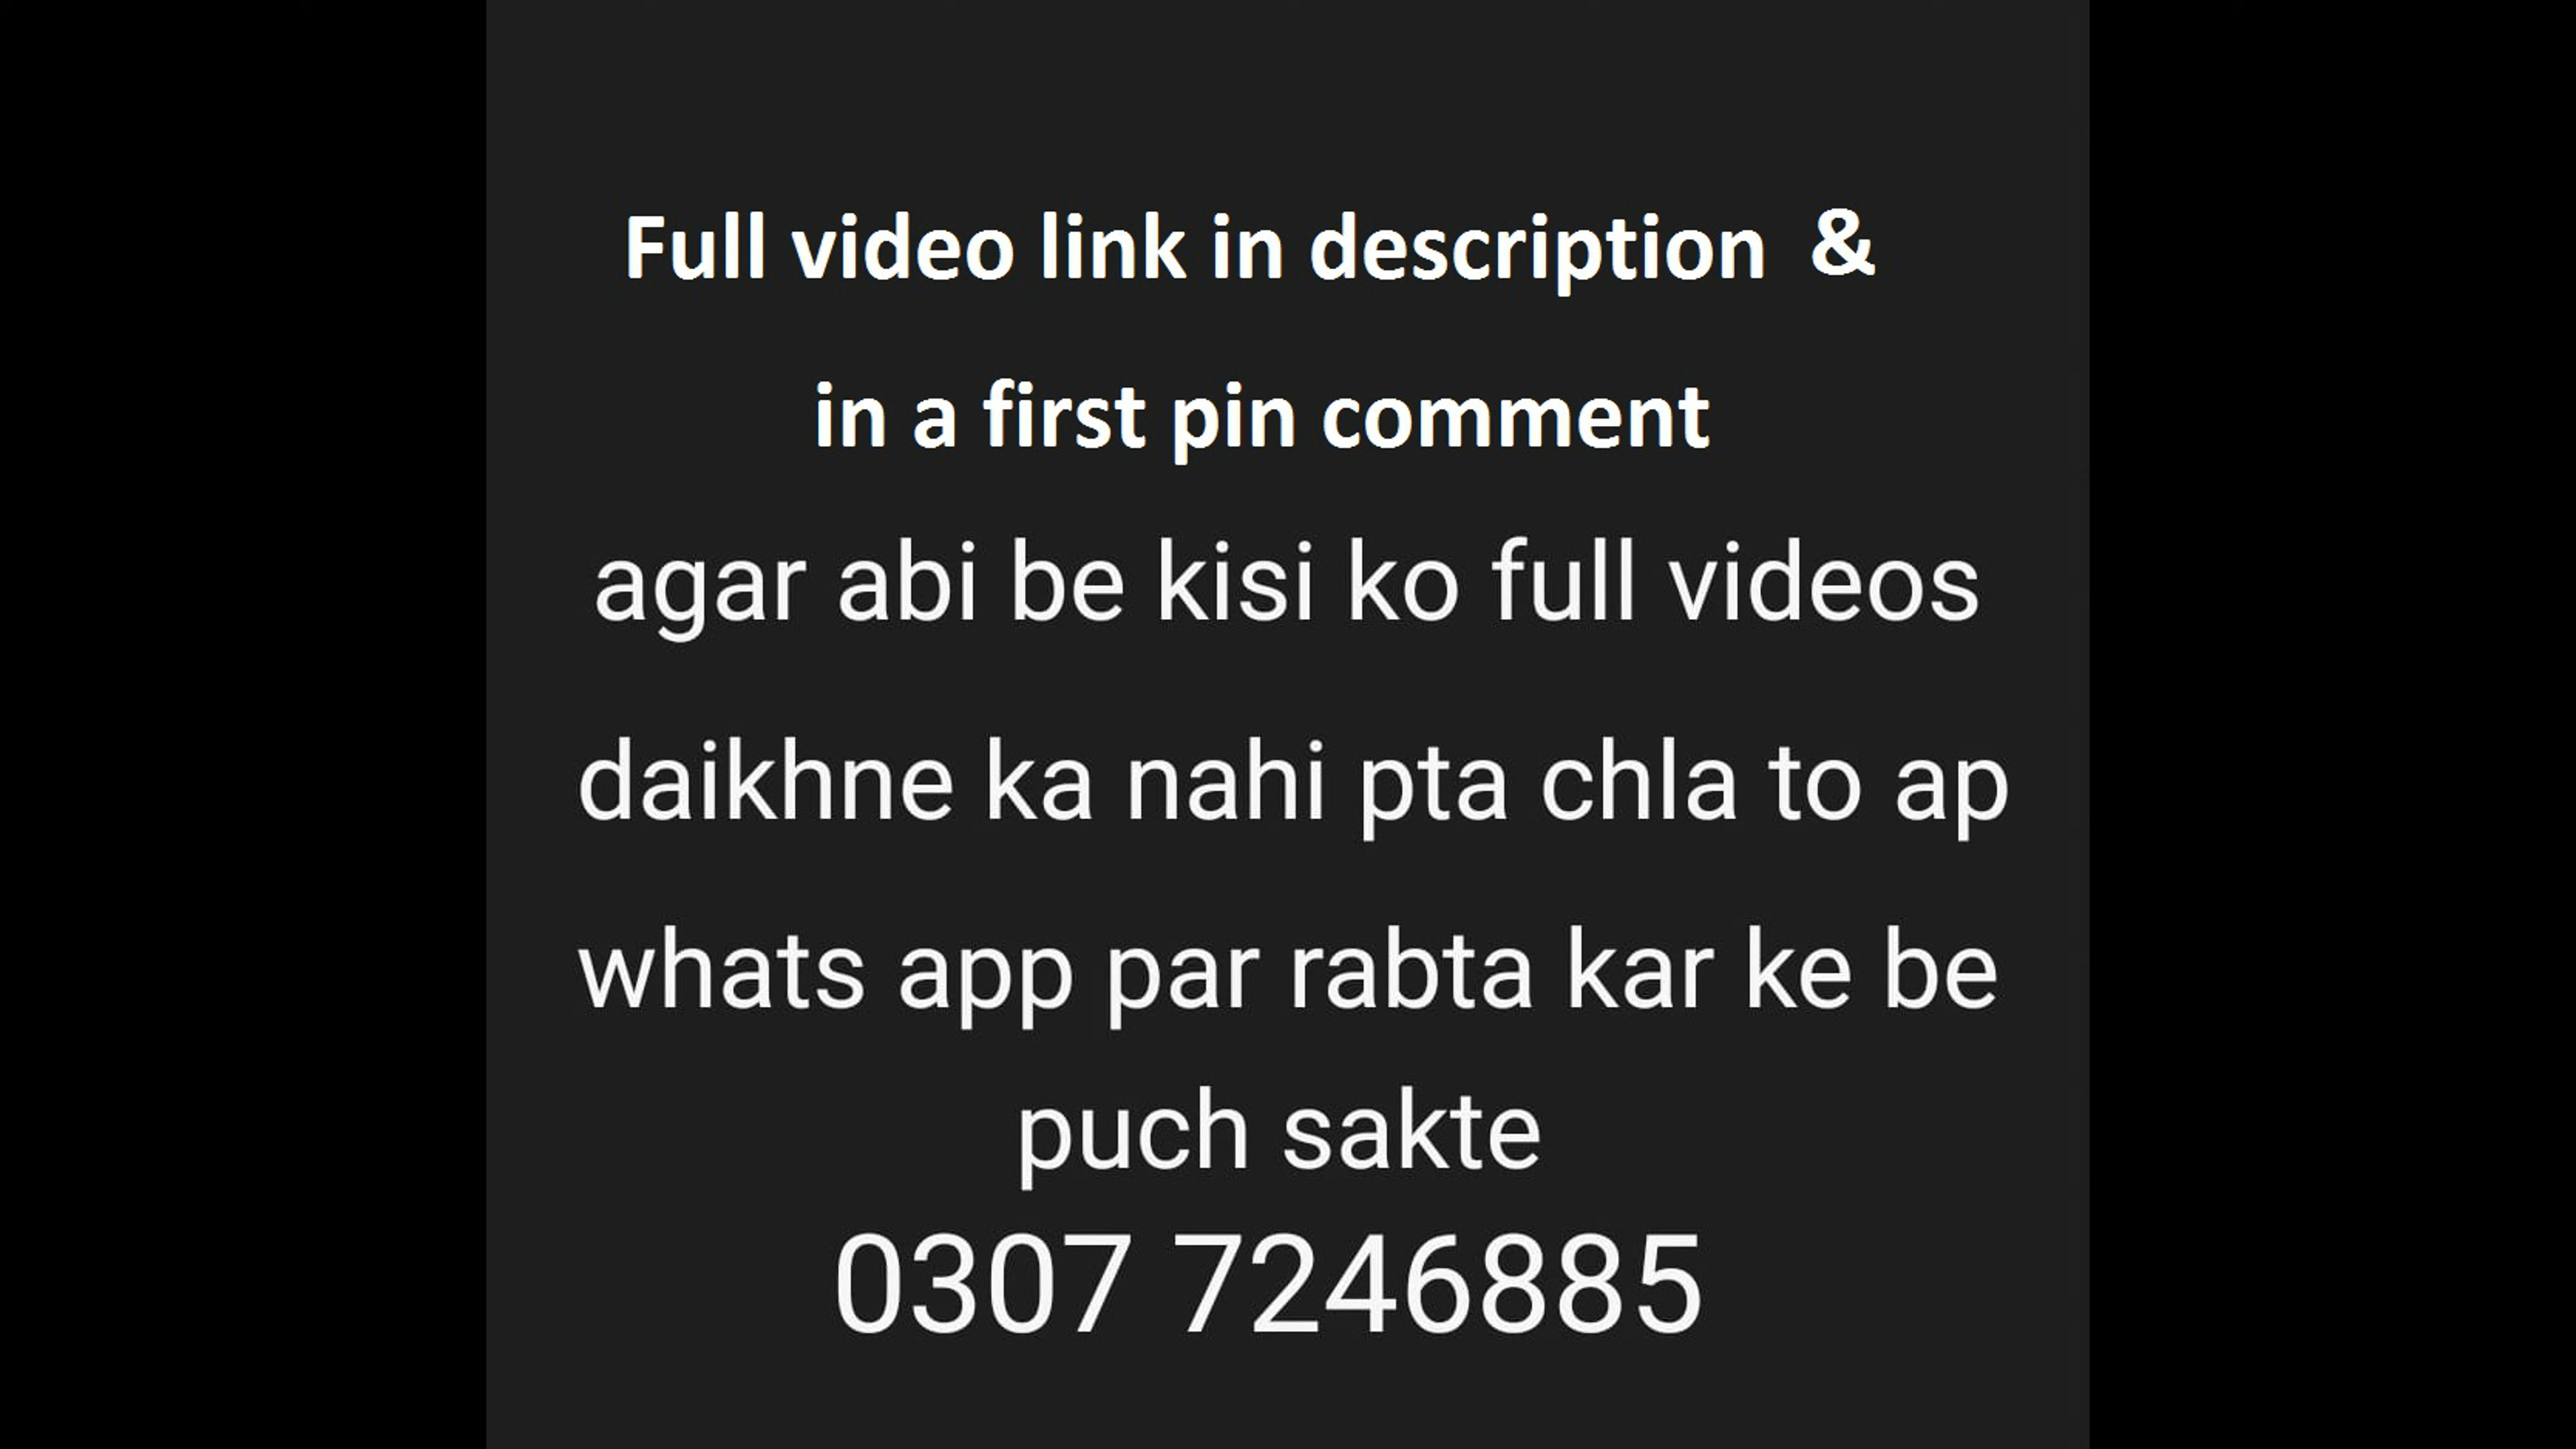 Full video link in description &
in a first pin comment
agar abi be kisi ko full videos
daikhne ka nahi pta chla to ap
whats app par rabta kar ke be
puch sakte
0307 7246885